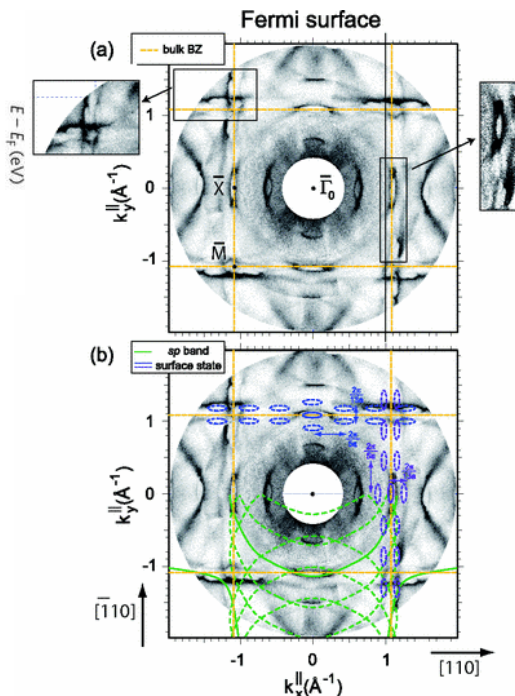 Fermi surface
(a)
bulk BZ
E − E_F (eV)
k_y^||(Å⁻¹)
1
0
-1
X̄
Γ̄₀
M̄
(b)
sp band
surface state
k_y^||(Å⁻¹)
1
0
-1
[1̄10]
-1
0
1
[110]
k_x^||(Å⁻¹)